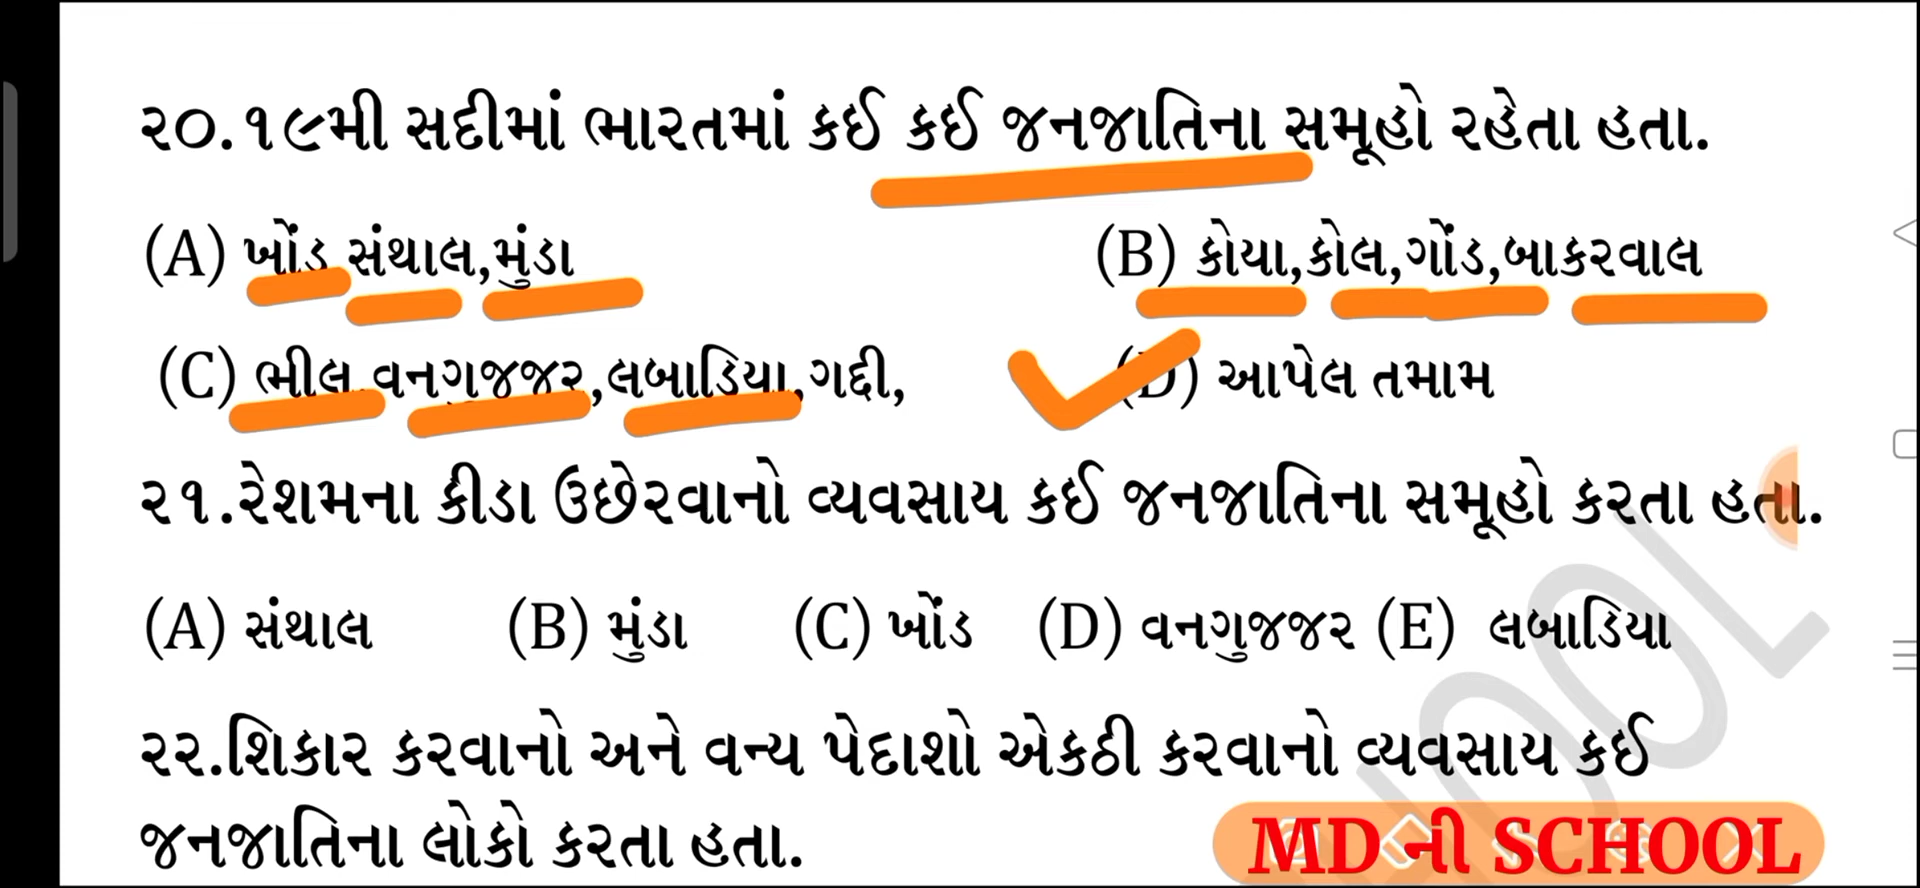 ૨૦.૧૯મી સદીમાં ભારતમાં કઈ કઈ જનજાતિના સમૂહો રહેતા હતા.
(A) ખોંડ સંથાલ,મુંડા (B) કોયા,કોલ,ગોંડ,બાકરવાલ
(C) ભીલ,વનગુજજર,લબાડિયા,ગદ્દી, (D) આપેલ તમામ
૨૧.રેશમના કીડા ઉછેરવાનો વ્યવસાય કઈ જનજાતિના સમૂહો કરતા હતા.
(A) સંથાલ (B) મુંડા (C) ખોંડ (D) વનગુજજર (E) લબાડિયા
૨૨.શિકાર કરવાનો અને વન્ય પેદાશો એકઠી કરવાનો વ્યવસાય કઈ
જનજાતિના લોકો કરતા હતા.
MD ની SCHOOL